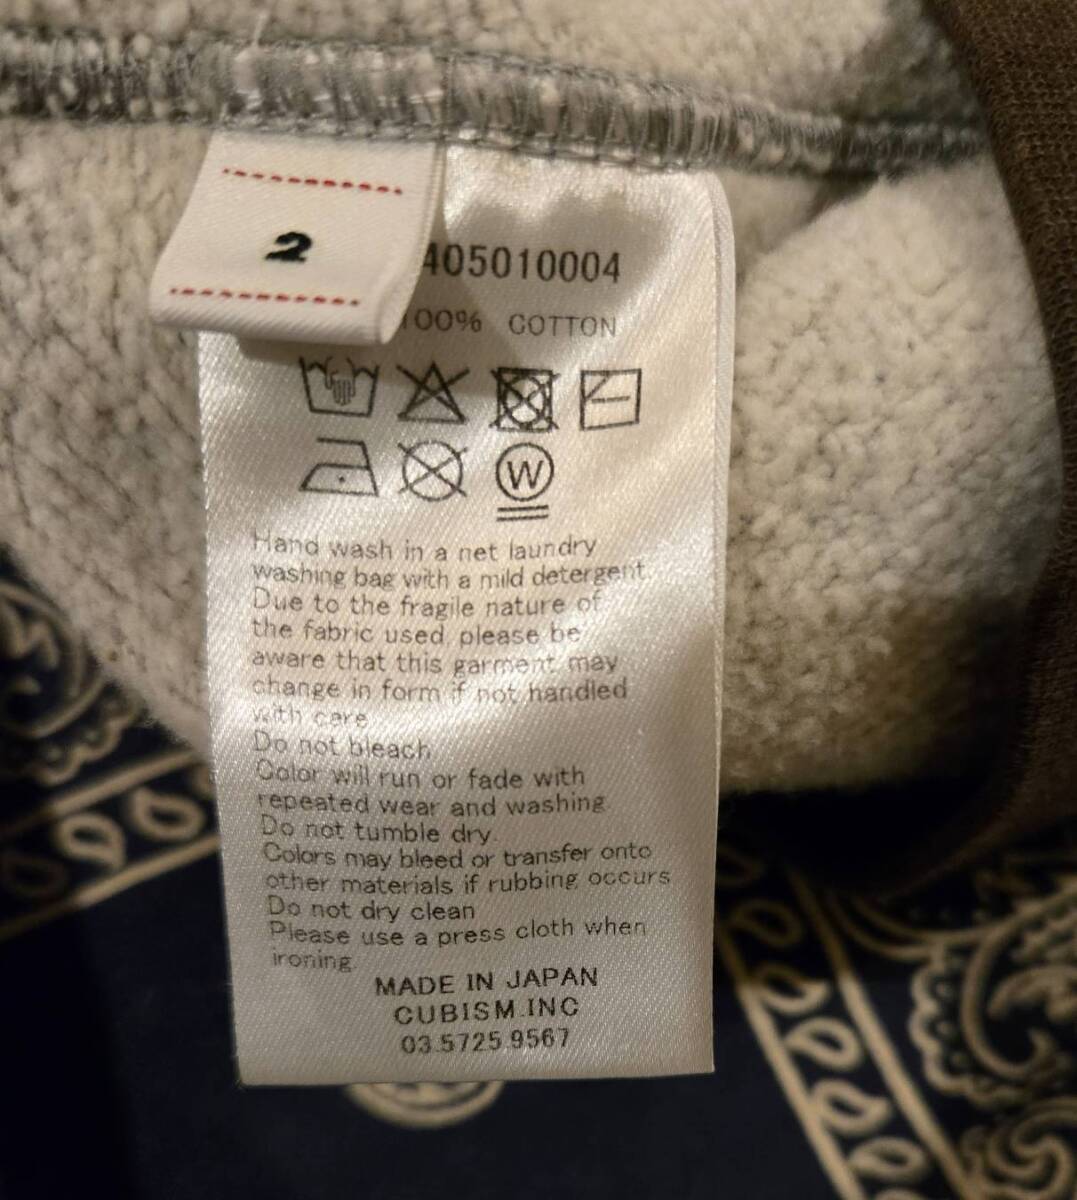 2
405010004
100% COTTON
W
Hand wash in a net laundry
washing bag with a mild detergent.
Due to the fragile nature of
the fabric used, please be
aware that this garment may
change in form if not handled
with care
Do not bleach
Color will run or fade with
repeated wear and washing
Do not tumble dry.
Colors may bleed or transfer onto
other materials if rubbing occurs
Do not dry clean
Please use a press cloth when
ironing.
MADE IN JAPAN
CUBISM.INC
03.5725.9567